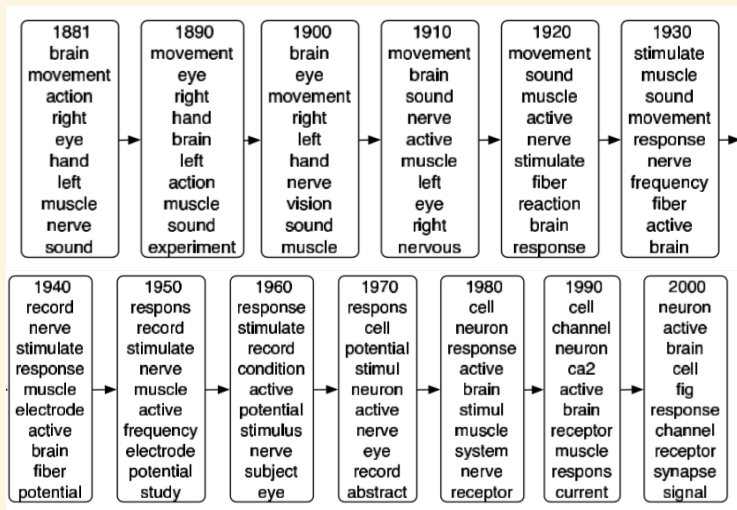 1881
brain
movement
action
right
eye
hand
left
muscle
nerve
sound
1890
movement
eye
right
hand
brain
left
action
muscle
sound
experiment
1900
brain
eye
movement
right
left
hand
nerve
vision
sound
muscle
1910
movement
brain
sound
nerve
active
muscle
left
eye
right
nervous
1920
movement
sound
muscle
active
nerve
stimulate
fiber
reaction
brain
response
1930
stimulate
muscle
sound
movement
response
nerve
frequency
fiber
active
brain
1940
record
nerve
stimulate
response
muscle
electrode
active
brain
fiber
potential
1950
respons
record
stimulate
nerve
muscle
active
frequency
electrode
potential
study
1960
response
stimulate
record
condition
active
potential
stimulus
nerve
subject
eye
1970
respons
cell
potential
stimul
neuron
active
nerve
eye
record
abstract
1980
cell
neuron
response
active
brain
stimul
muscle
system
nerve
receptor
1990
cell
channel
neuron
ca2
active
brain
receptor
muscle
respons
current
2000
neuron
active
brain
cell
fig
response
channel
receptor
synapse
signal